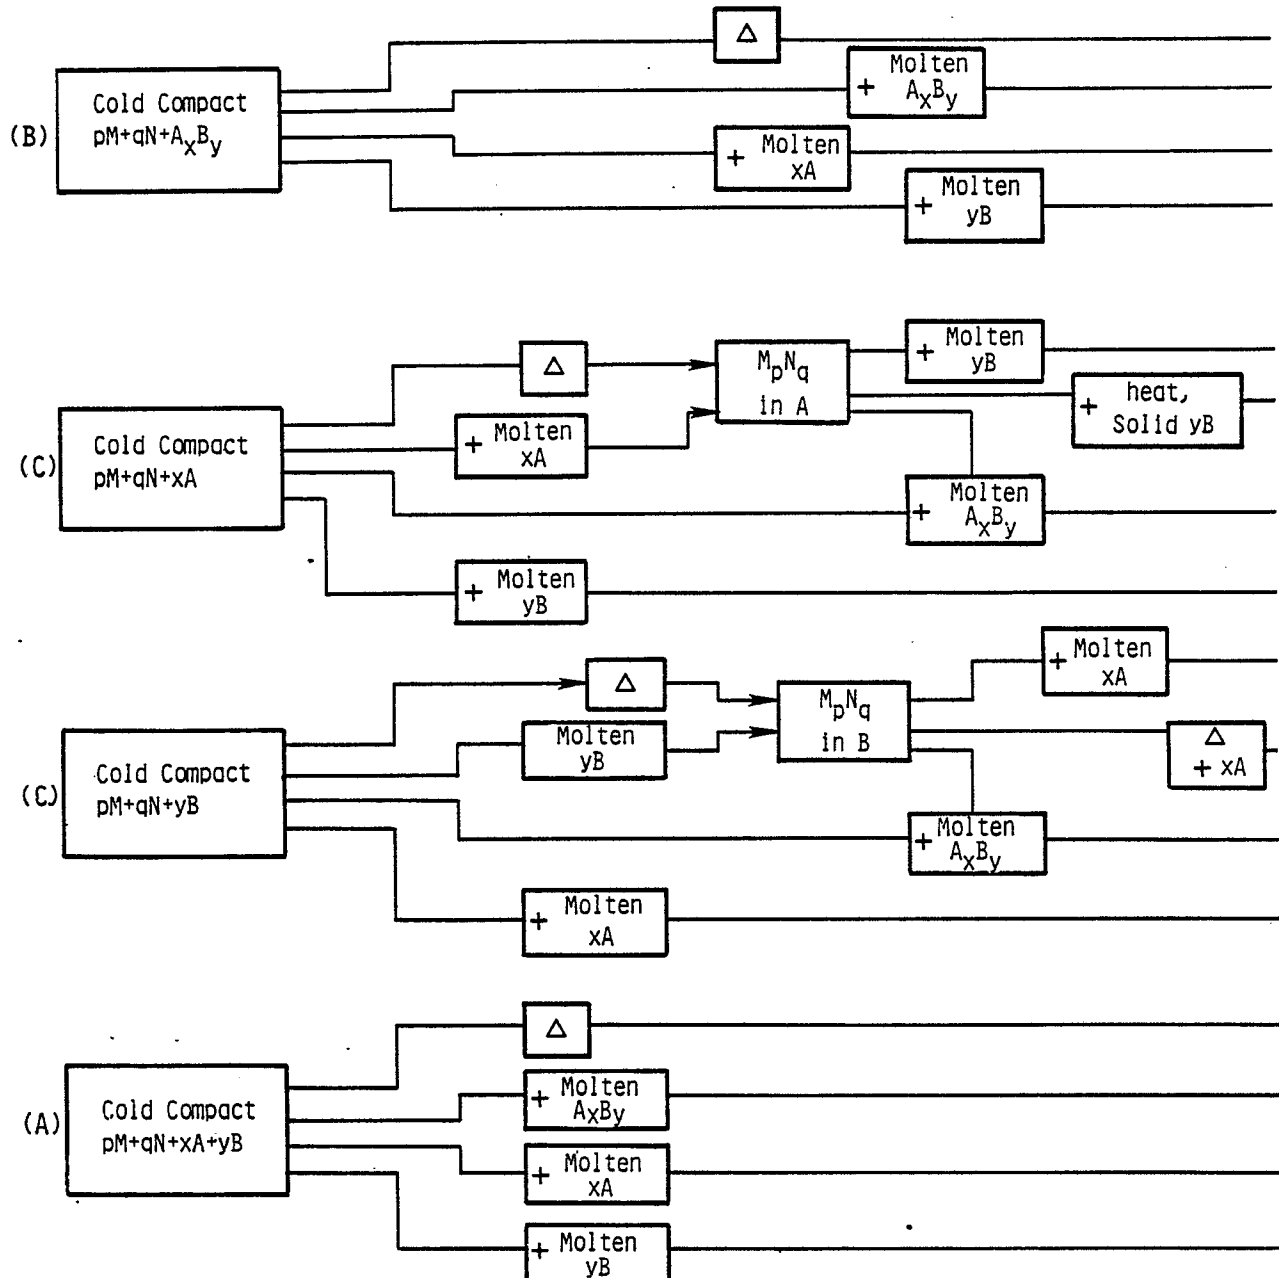 Δ
+ Molten
AxBy
(B)
Cold Compact
pM+qN+AxBy
+ Molten
xA
+ Molten
yB
(C)
Cold Compact
pM+qN+xA
Δ
+ Molten
xA
MpNq
in A
+ Molten
yB
+ heat,
Solid yB
+ Molten
AxBy
+ Molten
yB
(C)
Cold Compact
pM+qN+yB
Δ
Molten
yB
MpNq
in B
+ Molten
xA
Δ
+ xA
+ Molten
AxBy
+ Molten
xA
(A)
Cold Compact
pM+qN+xA+yB
Δ
+ Molten
AxBy
+ Molten
xA
+ Molten
yB